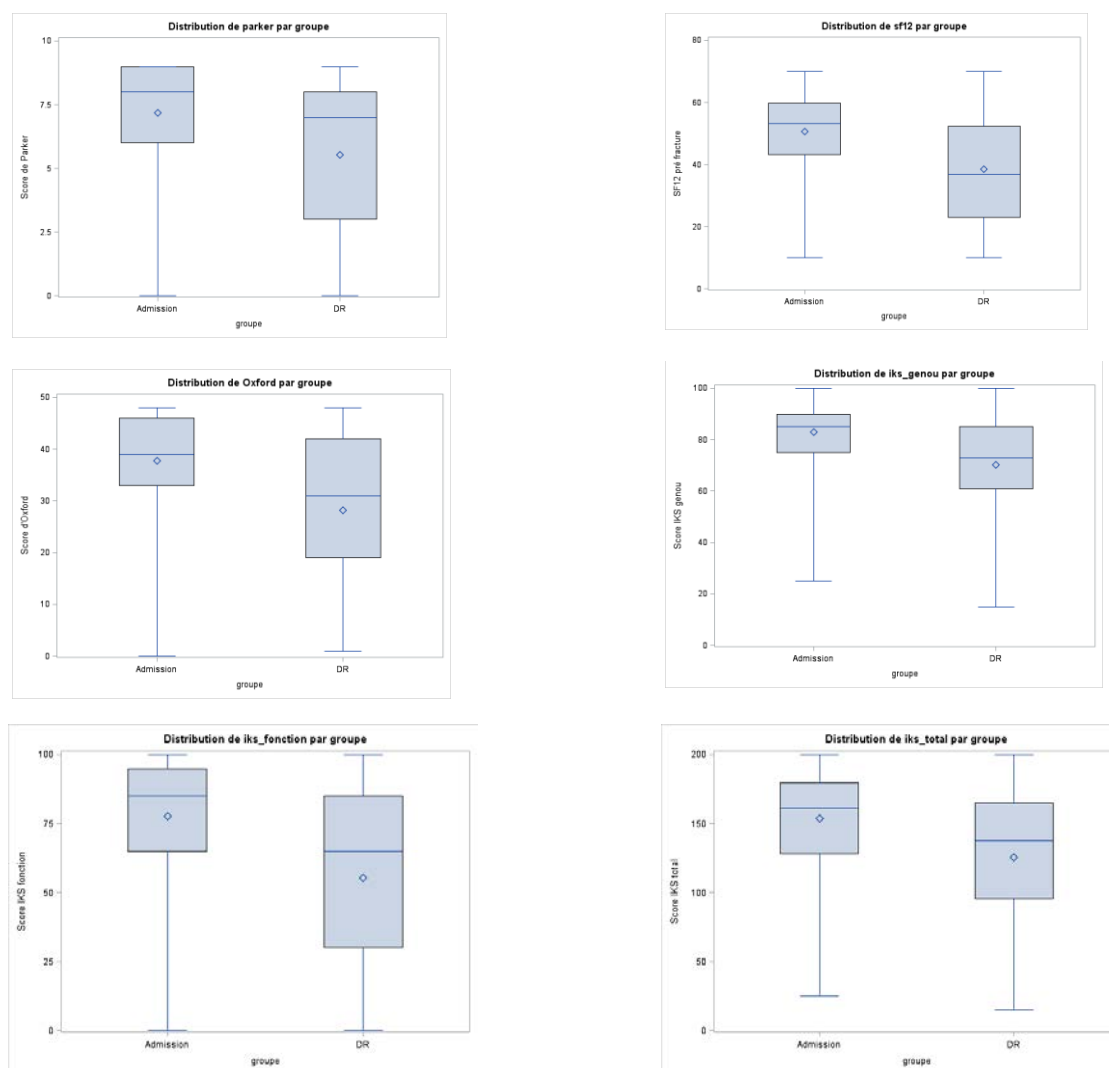 Distribution de parker par groupe
10
7.5
5
2.5
0
Score de Parker
Admission
DR
groupe
Distribution de sf12 par groupe
80
60
40
20
0
SF12 pré fracture
Admission
DR
groupe
Distribution de Oxford par groupe
50
40
30
20
10
0
Score d'Oxford
Admission
DR
groupe
Distribution de iks_genou par groupe
100
80
60
40
20
0
Score IKS genou
Admission
DR
groupe
Distribution de iks_fonction par groupe
100
75
50
25
0
Score IKS fonction
Admission
DR
groupe
Distribution de iks_total par groupe
200
150
100
50
0
Score IKS total
Admission
DR
groupe